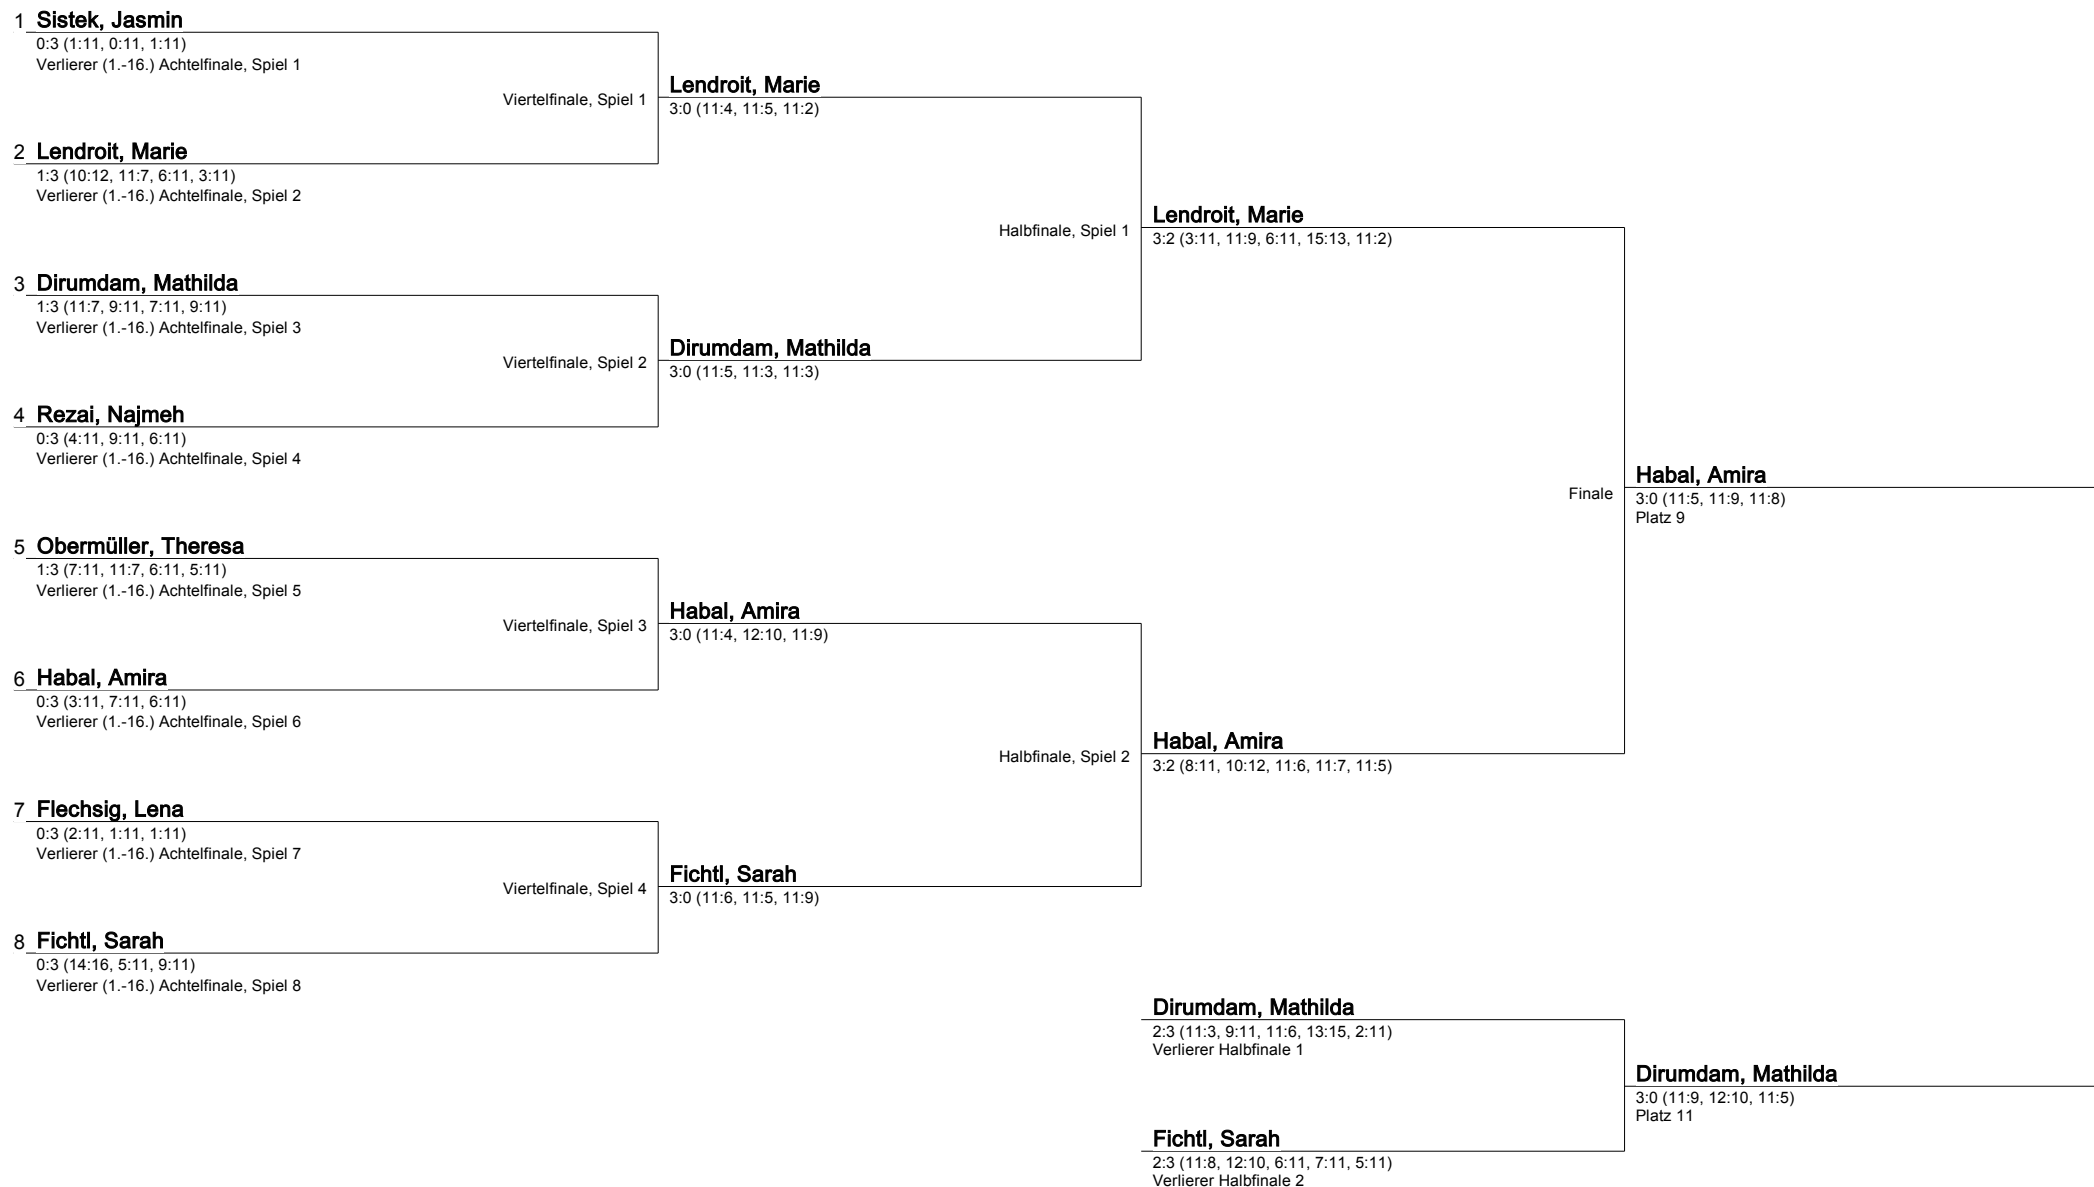 1 Sistek, Jasmin
0:3 (1:11, 0:11, 1:11)
Verlierer (1.-16.) Achtelfinale, Spiel 1
Viertelfinale, Spiel 1
Lendroit, Marie
3:0 (11:4, 11:5, 11:2)
2 Lendroit, Marie
1:3 (10:12, 11:7, 6:11, 3:11)
Verlierer (1.-16.) Achtelfinale, Spiel 2
Halbfinale, Spiel 1
Lendroit, Marie
3:2 (3:11, 11:9, 6:11, 15:13, 11:2)
3 Dirumdam, Mathilda
1:3 (11:7, 9:11, 7:11, 9:11)
Verlierer (1.-16.) Achtelfinale, Spiel 3
Viertelfinale, Spiel 2
Dirumdam, Mathilda
3:0 (11:5, 11:3, 11:3)
4 Rezai, Najmeh
0:3 (4:11, 9:11, 6:11)
Verlierer (1.-16.) Achtelfinale, Spiel 4
Finale
Habal, Amira
3:0 (11:5, 11:9, 11:8)
Platz 9
5 Obermüller, Theresa
1:3 (7:11, 11:7, 6:11, 5:11)
Verlierer (1.-16.) Achtelfinale, Spiel 5
Viertelfinale, Spiel 3
Habal, Amira
3:0 (11:4, 12:10, 11:9)
6 Habal, Amira
0:3 (3:11, 7:11, 6:11)
Verlierer (1.-16.) Achtelfinale, Spiel 6
Halbfinale, Spiel 2
Habal, Amira
3:2 (8:11, 10:12, 11:6, 11:7, 11:5)
7 Flechsig, Lena
0:3 (2:11, 1:11, 1:11)
Verlierer (1.-16.) Achtelfinale, Spiel 7
Viertelfinale, Spiel 4
Fichtl, Sarah
3:0 (11:6, 11:5, 11:9)
8 Fichtl, Sarah
0:3 (14:16, 5:11, 9:11)
Verlierer (1.-16.) Achtelfinale, Spiel 8
Dirumdam, Mathilda
2:3 (11:3, 9:11, 11:6, 13:15, 2:11)
Verlierer Halbfinale 1
Dirumdam, Mathilda
3:0 (11:9, 12:10, 11:5)
Platz 11
Fichtl, Sarah
2:3 (11:8, 12:10, 6:11, 7:11, 5:11)
Verlierer Halbfinale 2